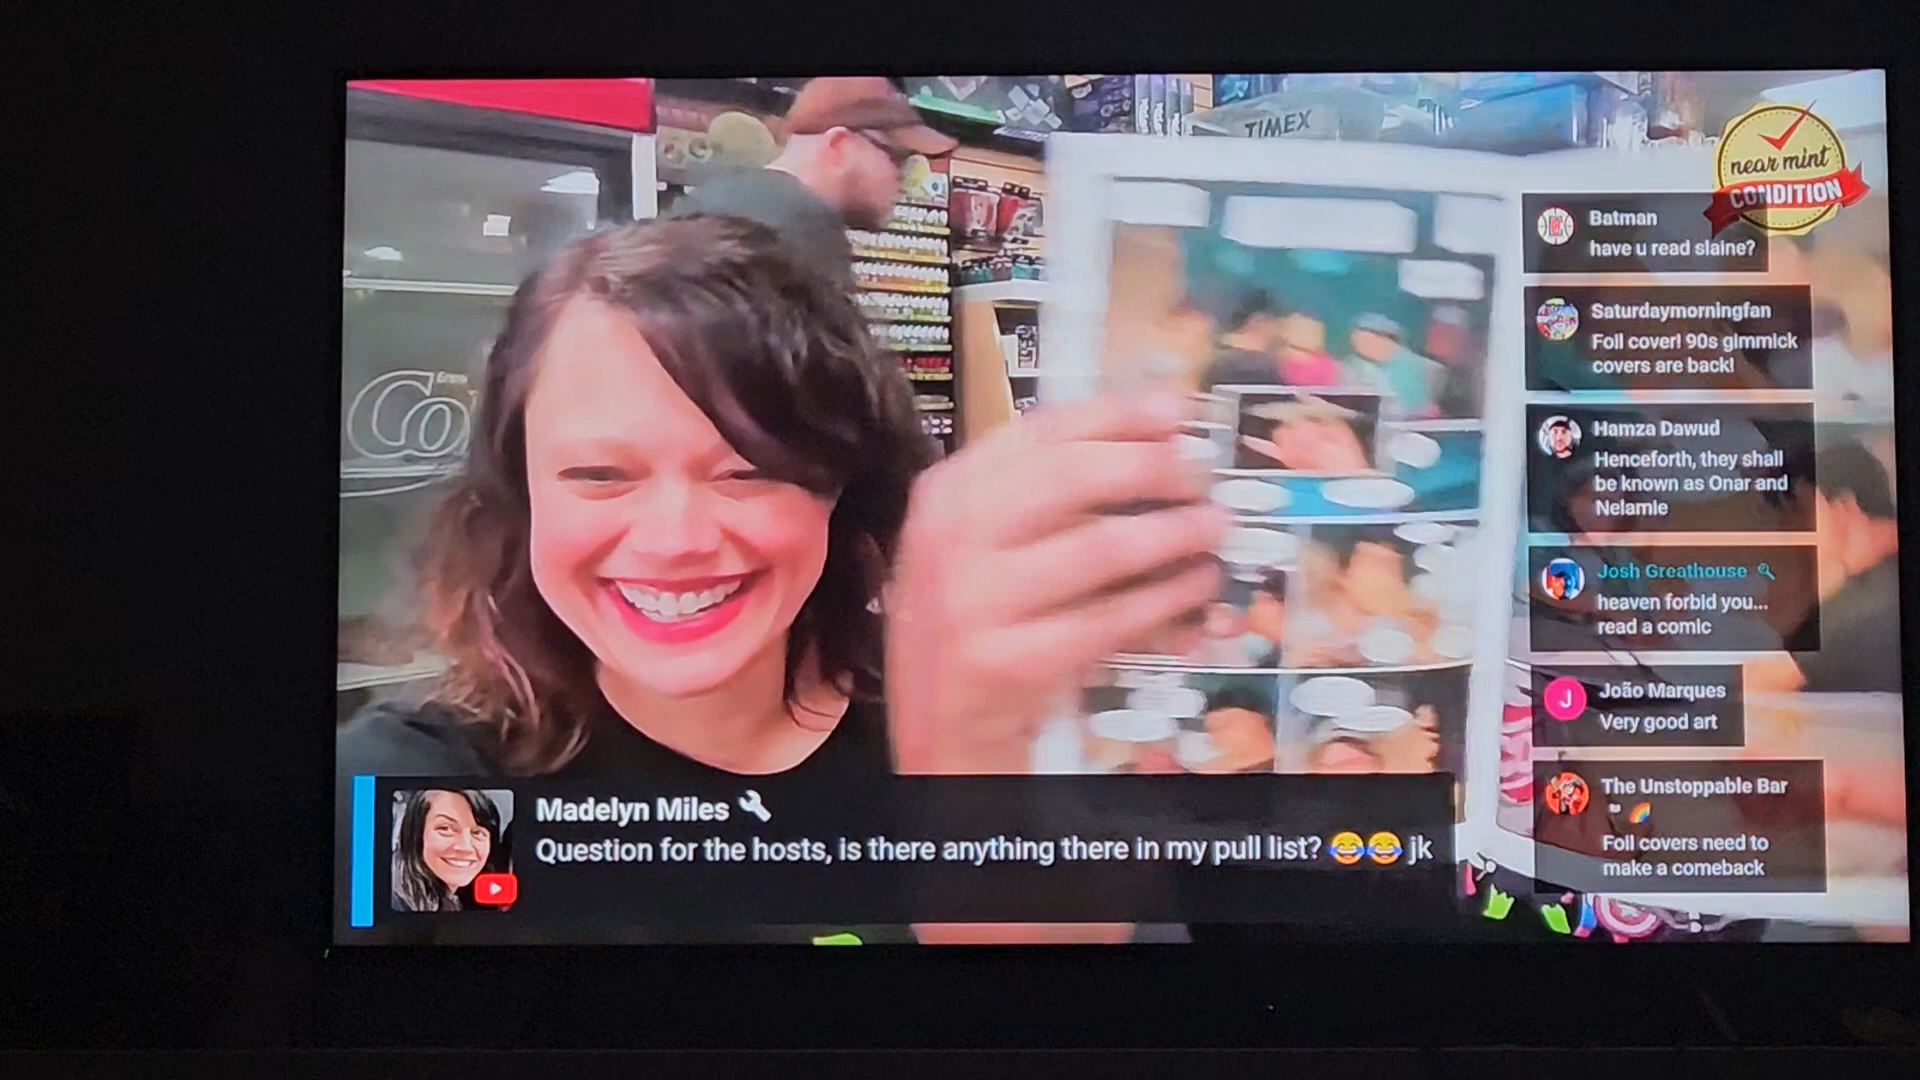 TIMEX
near mint
CONDITION
Batman
have u read slaine?
Saturdaymorningfan
Foil cover! 90s gimmick
covers are back!
Hamza Dawud
Henceforth, they shall
be known as Onar and
Nelamie
Josh Greathouse
heaven forbid you...
read a comic
J
João Marques
Very good art
The Unstoppable Bar
Foil covers need to
make a comeback
Madelyn Miles 🔧
Question for the hosts, is there anything there in my pull list? 😂😂 jk